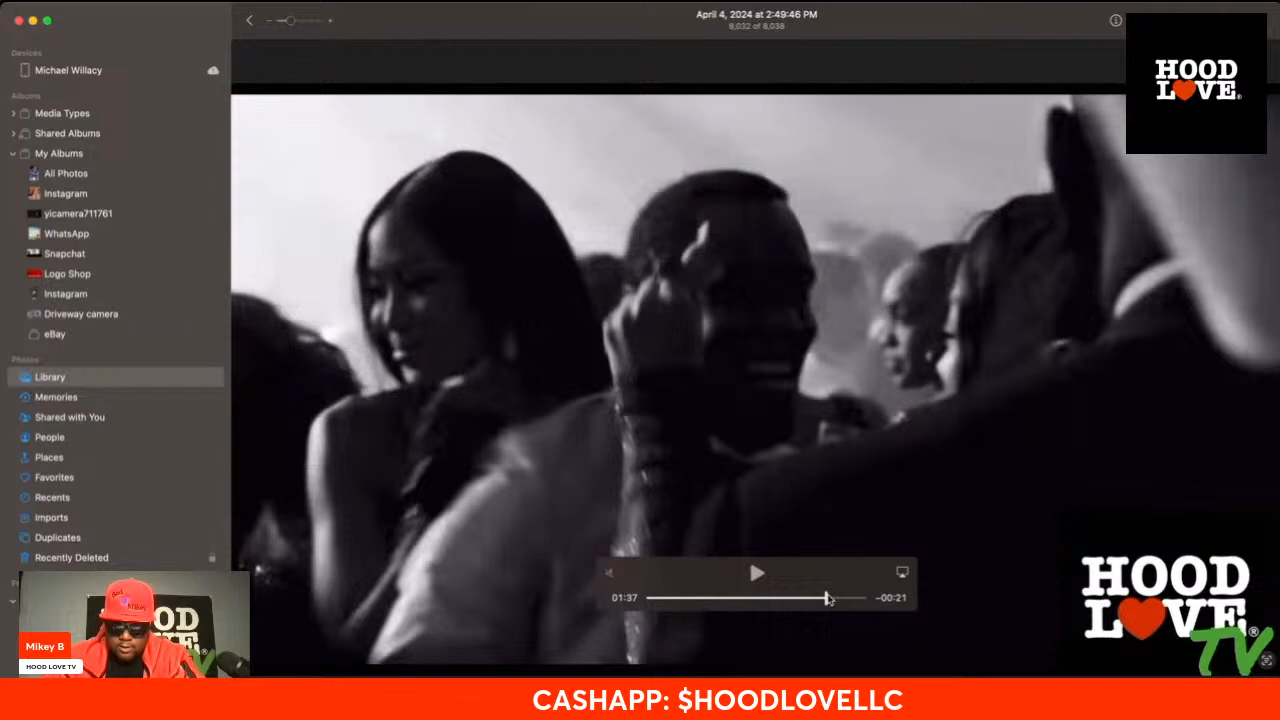 April 4, 2024 at 2:49:46 PM
8,032 of 8,038
Devices
Michael Willacy
Albums
Media Types
Shared Albums
My Albums
All Photos
Instagram
yicamera711761
WhatsApp
Snapchat
Logo Shop
Instagram
Driveway camera
eBay
Photos
Library
Memories
Shared with You
People
Places
Favorites
Recents
Imports
Duplicates
Recently Deleted
HOOD
LOVE®
01:37
-00:21
HOOD
LOVE®
TV
Mikey B
HOOD LOVE TV
CASHAPP: $HOODLOVELLC